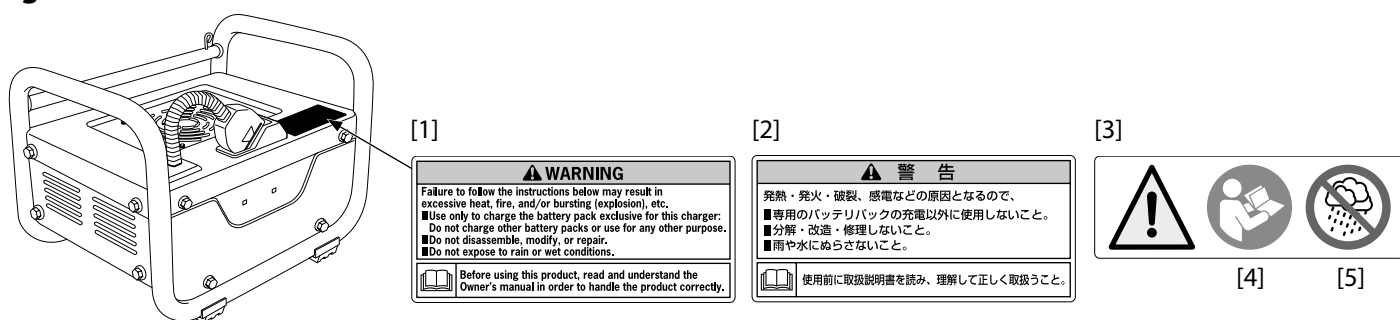 [1]
⚠ WARNING
Failure to follow the instructions below may result in
excessive heat, fire, and/or bursting (explosion), etc.
■Use only to charge the battery pack exclusive for this charger:
Do not charge other battery packs or use for any other purpose.
■Do not disassemble, modify, or repair.
■Do not expose to rain or wet conditions.
Before using this product, read and understand the
Owner's manual in order to handle the product correctly.
[2]
⚠ 警 告
発熱・発火・破裂、感電などの原因となるので、
■専用のバッテリパックの充電以外に使用しないこと。
■分解・改造・修理しないこと。
■雨や水にぬらさないこと。
使用前に取扱説明書を読み、理解して正しく取扱うこと。
[3]
[4]
[5]